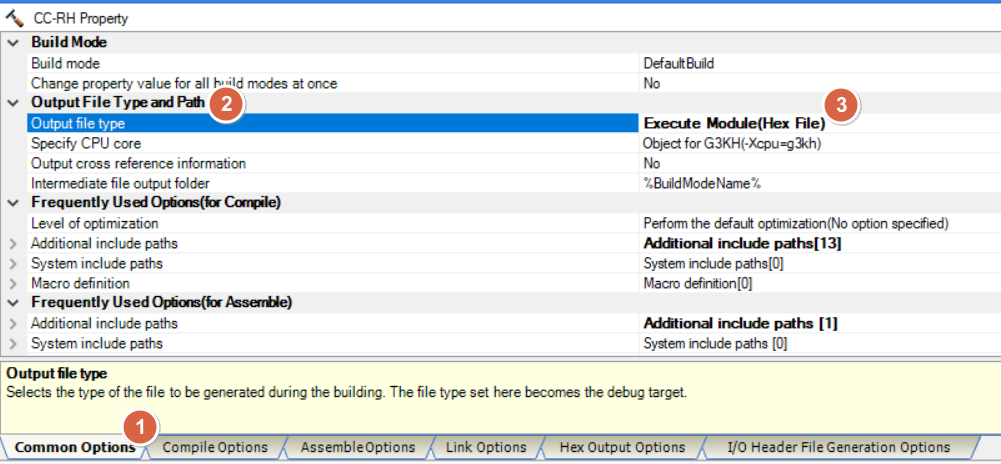 CC-RH Property
Build Mode
Build mode DefaultBuild
Change property value for all build modes at once No
Output File Type and Path 2 3
Output file type Execute Module(Hex File)
Specify CPU core Object for G3KH(-Xcpu=g3kh)
Output cross reference information No
Intermediate file output folder %BuildModeName%
Frequently Used Options(for Compile)
Level of optimization Perform the default optimization(No option specified)
Additional include paths Additional include paths[13]
System include paths System include paths[0]
Macro definition Macro definition[0]
Frequently Used Options(for Assemble)
Additional include paths Additional include paths [1]
System include paths System include paths [0]
Output file type
Selects the type of the file to be generated during the building. The file type set here becomes the debug target.
1
Common Options Compile Options Assemble Options Link Options Hex Output Options I/O Header File Generation Options